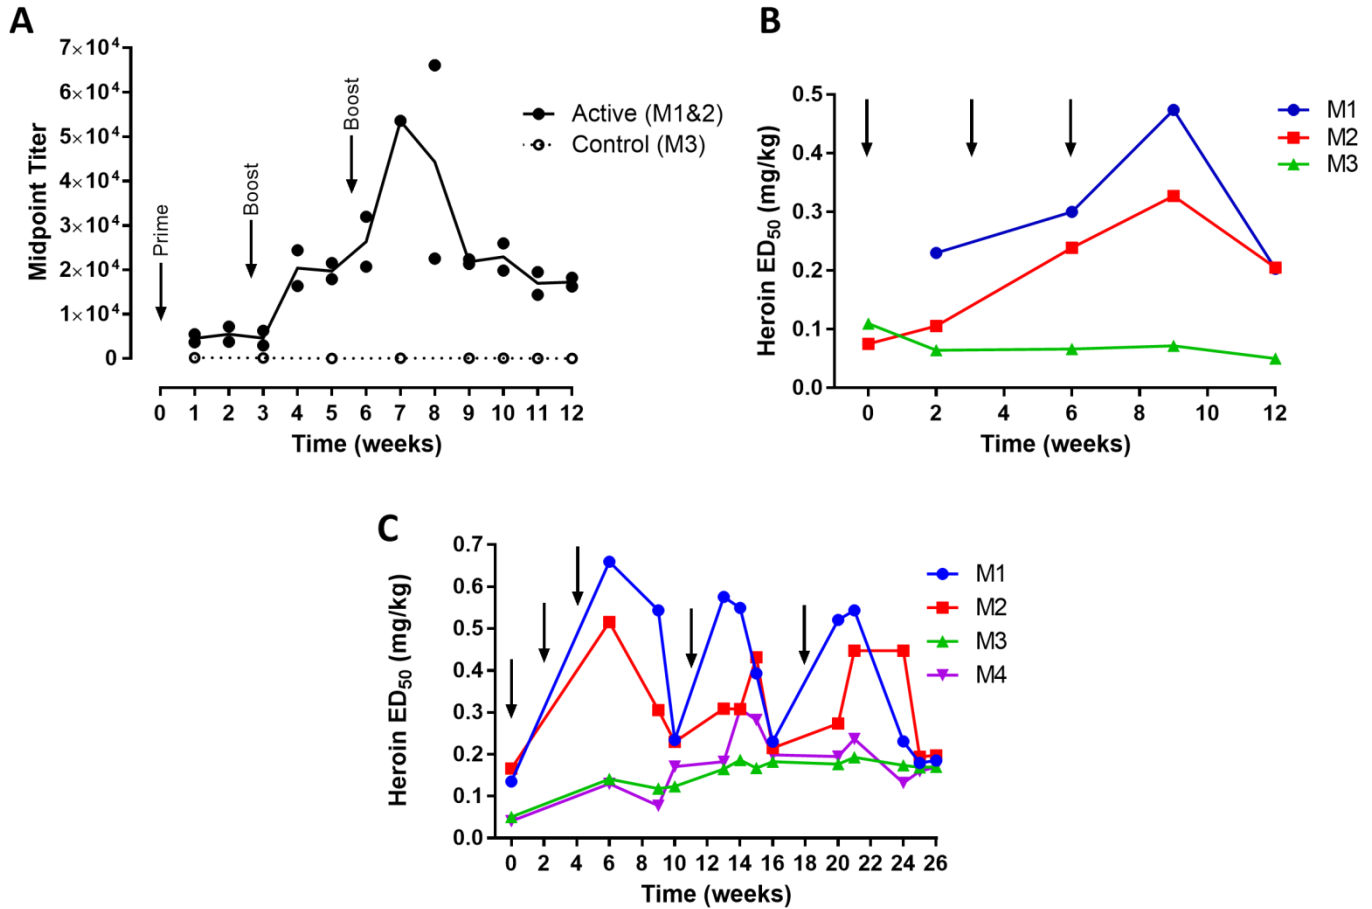 A
7×10⁴
6×10⁴
5×10⁴
4×10⁴
3×10⁴
2×10⁴
1×10⁴
0
Midpoint Titer
Prime
Boost
Boost
Active (M1&2)
Control (M3)
0 1 2 3 4 5 6 7 8 9 10 11 12
Time (weeks)
B
0.5
0.4
0.3
0.2
0.1
0.0
Heroin ED₅₀ (mg/kg)
M1
M2
M3
0 2 4 6 8 10 12
Time (weeks)
C
0.7
0.6
0.5
0.4
0.3
0.2
0.1
0.0
Heroin ED₅₀ (mg/kg)
M1
M2
M3
M4
0 2 4 6 8 10 12 14 16 18 20 22 24 26
Time (weeks)